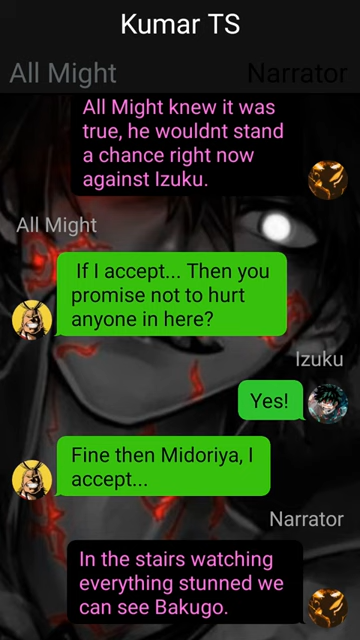 Kumar TS
All Might
Narrator
All Might knew it was
true, he wouldnt stand
a chance right now
against Izuku.
All Might
If I accept... Then you
promise not to hurt
anyone in here?
Izuku
Yes!
Fine then Midoriya, I
accept...
Narrator
In the stairs watching
everything stunned we
can see Bakugo.